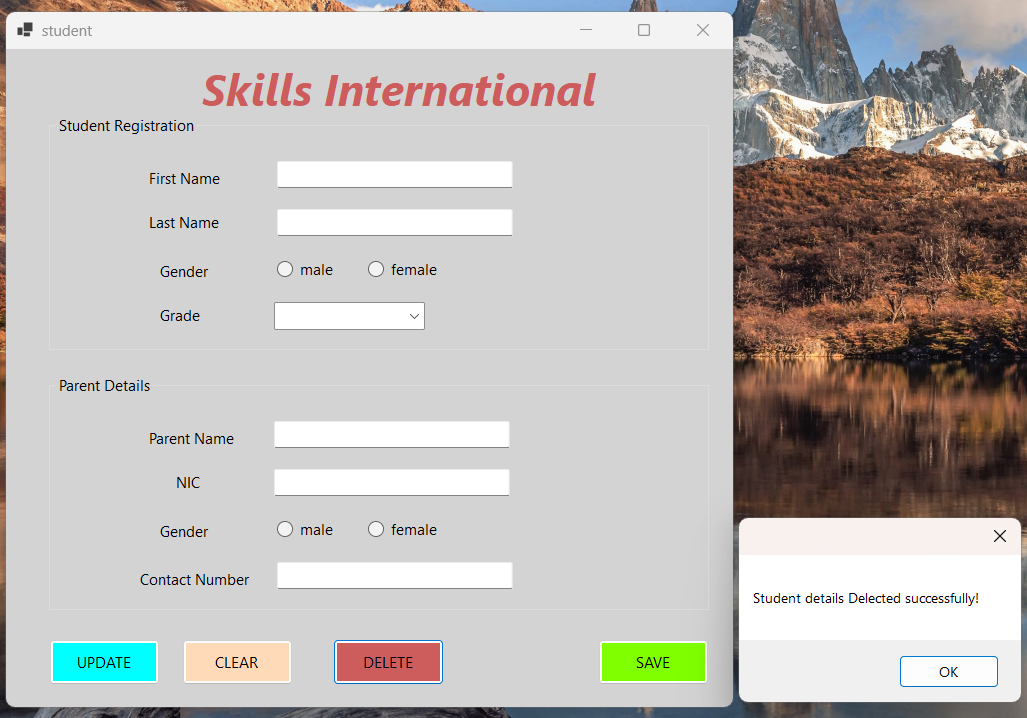 student
Skills International
Student Registration
First Name
Last Name
Gender
male
female
Grade
Parent Details
Parent Name
NIC
Gender
male
female
Contact Number
UPDATE
CLEAR
DELETE
SAVE
Student details Delected successfully!
OK